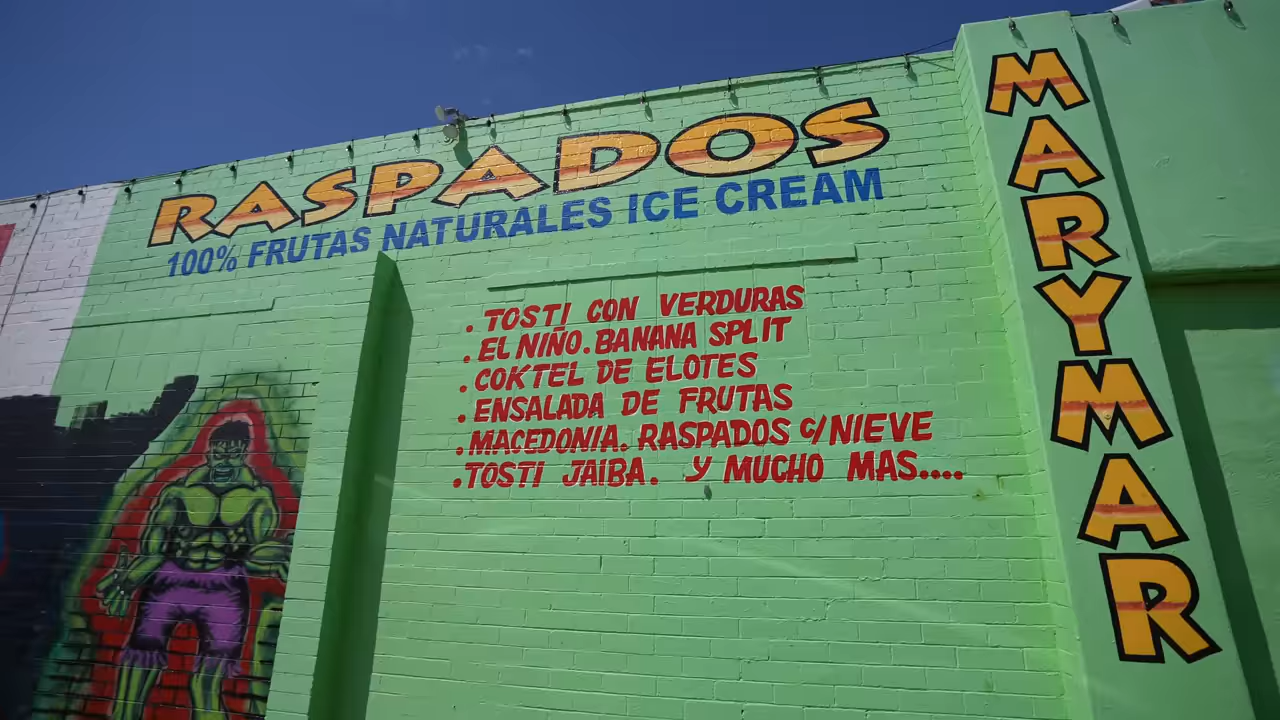 RASPADOS
100% FRUTAS NATURALES ICE CREAM
. TOSTI CON VERDURAS
. EL NIÑO. BANANA SPLIT
. COKTEL DE ELOTES
. ENSALADA DE FRUTAS
. MACEDONIA. RASPADOS C/NIEVE
. TOSTI JAIBA. Y MUCHO MAS....
MARYMAR